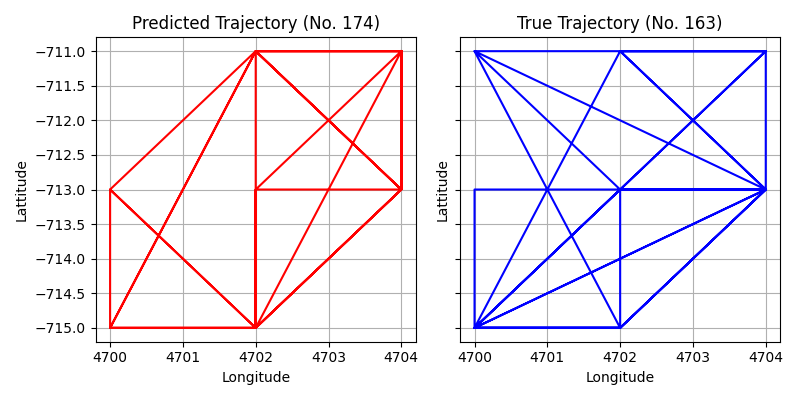 Predicted Trajectory (No. 174)
True Trajectory (No. 163)
−711.0
−711.5
−712.0
−712.5
−713.0
−713.5
−714.0
−714.5
−715.0
Lattitude
Lattitude
4700 4701 4702 4703 4704
4700 4701 4702 4703 4704
Longitude
Longitude